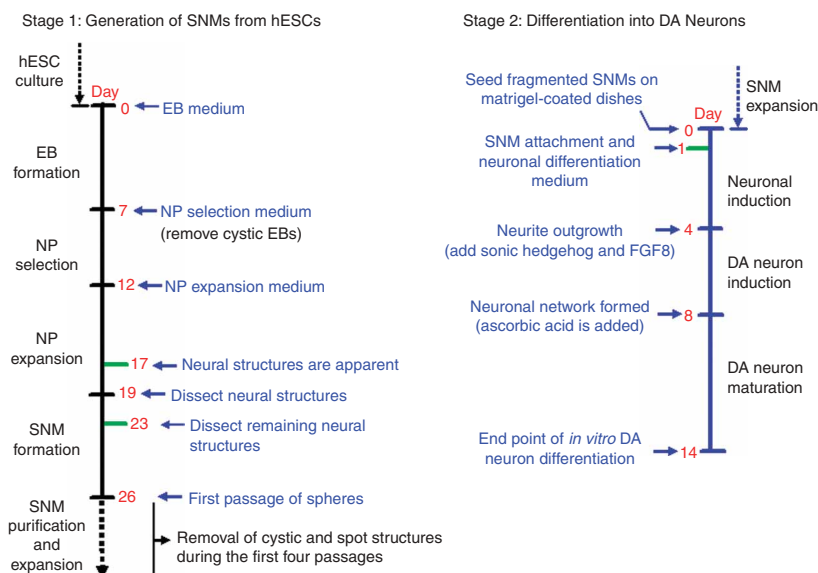 Stage 1: Generation of SNMs from hESCs
hESC
culture
Day
0
EB medium
EB
formation
7
NP selection medium
(remove cystic EBs)
NP
selection
12
NP expansion medium
NP
expansion
17
Neural structures are apparent
19
Dissect neural structures
SNM
formation
23
Dissect remaining neural
structures
26
First passage of spheres
SNM
purification
and
expansion
Removal of cystic and spot structures
during the first four passages
Stage 2: Differentiation into DA Neurons
Seed fragmented SNMs on
matrigel-coated dishes
SNM
expansion
Day
0
SNM attachment and
neuronal differentiation
medium
1
Neuronal
induction
Neurite outgrowth
(add sonic hedgehog and FGF8)
4
DA neuron
induction
Neuronal network formed
(ascorbic acid is added)
8
DA neuron
maturation
End point of in vitro DA
neuron differentiation
14